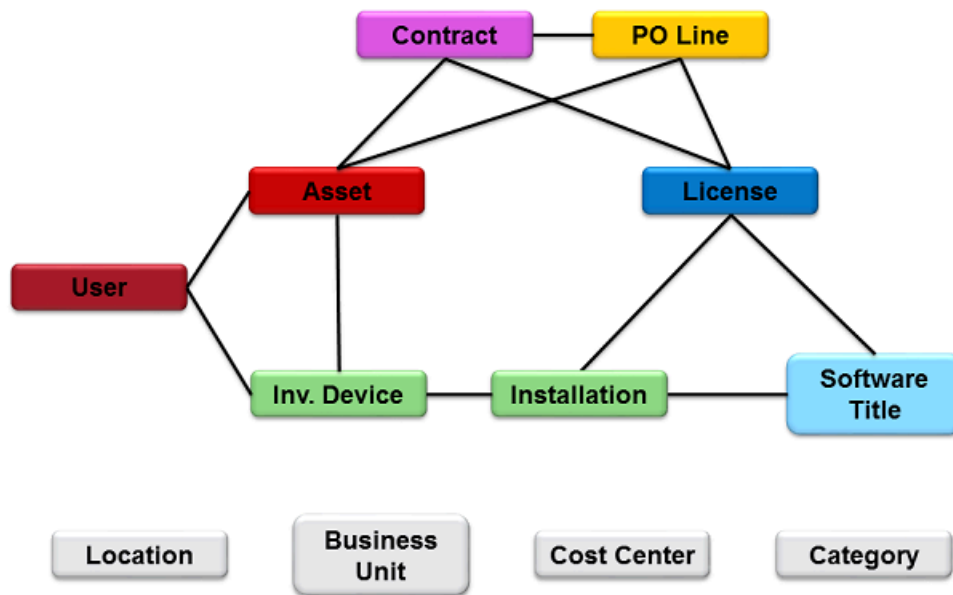 Contract
PO Line
Asset
License
User
Inv. Device
Installation
Software
Title
Location
Business
Unit
Cost Center
Category